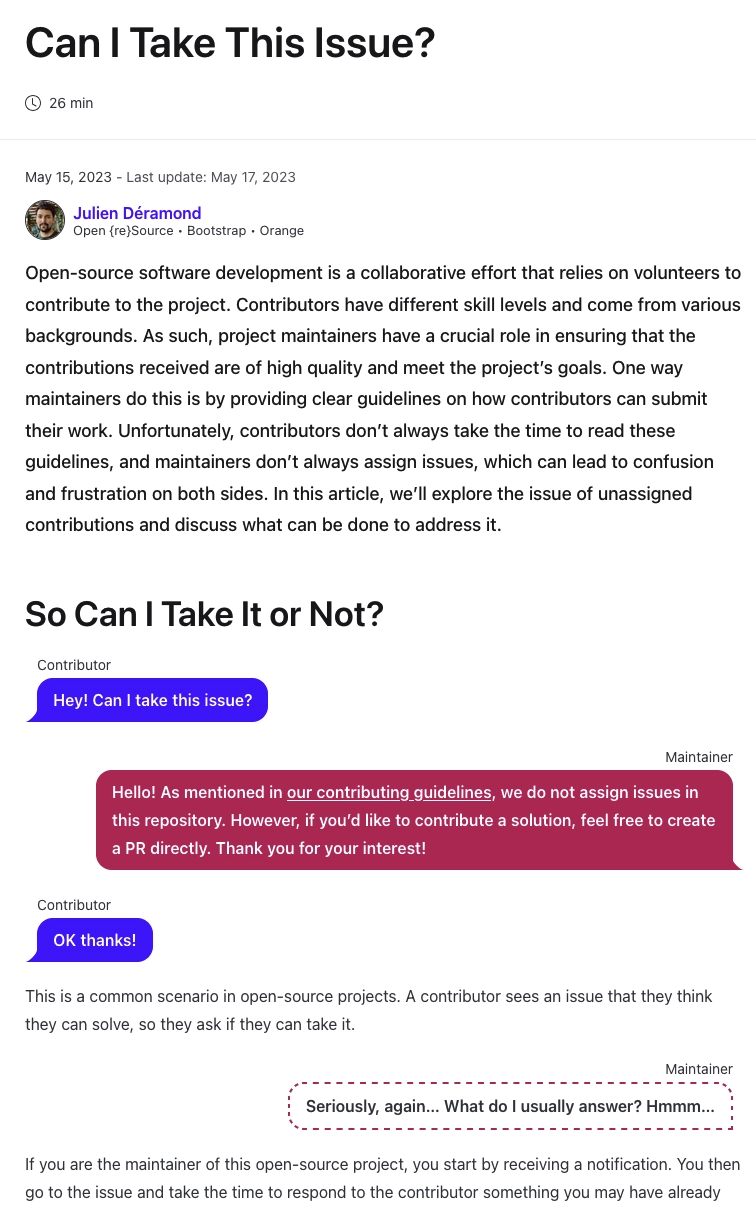 Can I Take This Issue?
26 min
May 15, 2023 - Last update: May 17, 2023
Julien Déramond
Open {re}Source • Bootstrap • Orange
Open-source software development is a collaborative effort that relies on volunteers to
contribute to the project. Contributors have different skill levels and come from various
backgrounds. As such, project maintainers have a crucial role in ensuring that the
contributions received are of high quality and meet the project’s goals. One way
maintainers do this is by providing clear guidelines on how contributors can submit
their work. Unfortunately, contributors don’t always take the time to read these
guidelines, and maintainers don’t always assign issues, which can lead to confusion
and frustration on both sides. In this article, we’ll explore the issue of unassigned
contributions and discuss what can be done to address it.
So Can I Take It or Not?
Contributor
Hey! Can I take this issue?
Maintainer
Hello! As mentioned in our contributing guidelines, we do not assign issues in
this repository. However, if you’d like to contribute a solution, feel free to create
a PR directly. Thank you for your interest!
Contributor
OK thanks!
This is a common scenario in open-source projects. A contributor sees an issue that they think
they can solve, so they ask if they can take it.
Maintainer
Seriously, again... What do I usually answer? Hmmm...
If you are the maintainer of this open-source project, you start by receiving a notification. You then
go to the issue and take the time to respond to the contributor something you may have already